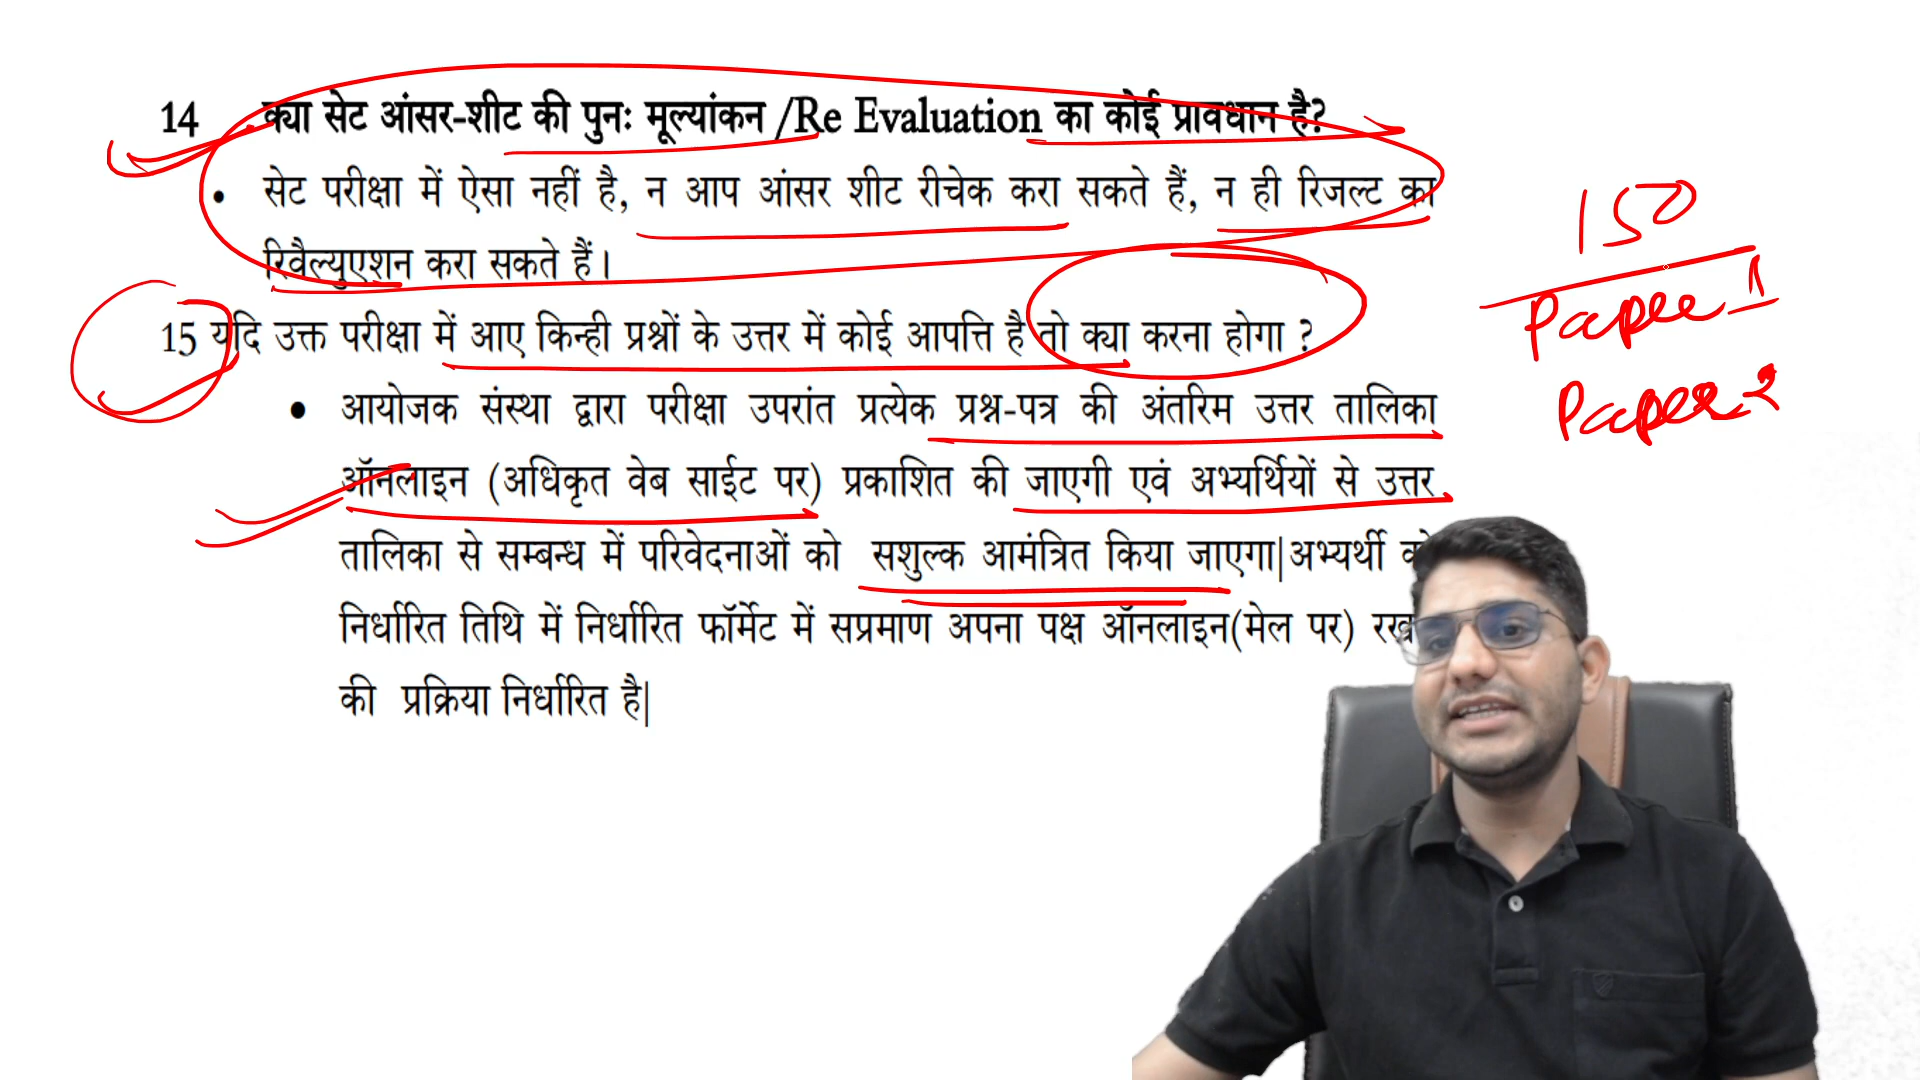 14 . क्या सेट आंसर-शीट की पुनः मूल्यांकन /Re Evaluation का कोई प्रावधान है?
• सेट परीक्षा में ऐसा नहीं है, न आप आंसर शीट रीचेक करा सकते हैं, न ही रिजल्ट का
रिवैल्युएशन करा सकते हैं।
15 यदि उक्त परीक्षा में आए किन्ही प्रश्नों के उत्तर में कोई आपत्ति है तो क्या करना होगा ?
• आयोजक संस्था द्वारा परीक्षा उपरांत प्रत्येक प्रश्न-पत्र की अंतरिम उत्तर तालिका
ऑनलाइन (अधिकृत वेब साईट पर) प्रकाशित की जाएगी एवं अभ्यर्थियों से उत्तर
तालिका से सम्बन्ध में परिवेदनाओं को सशुल्क आमंत्रित किया जाएगा|अभ्यर्थी
निर्धारित तिथि में निर्धारित फॉर्मेट में सप्रमाण अपना पक्ष ऑनलाइन(मेल पर)
की प्रक्रिया निर्धारित है|
150
Paper 1
Paper 2